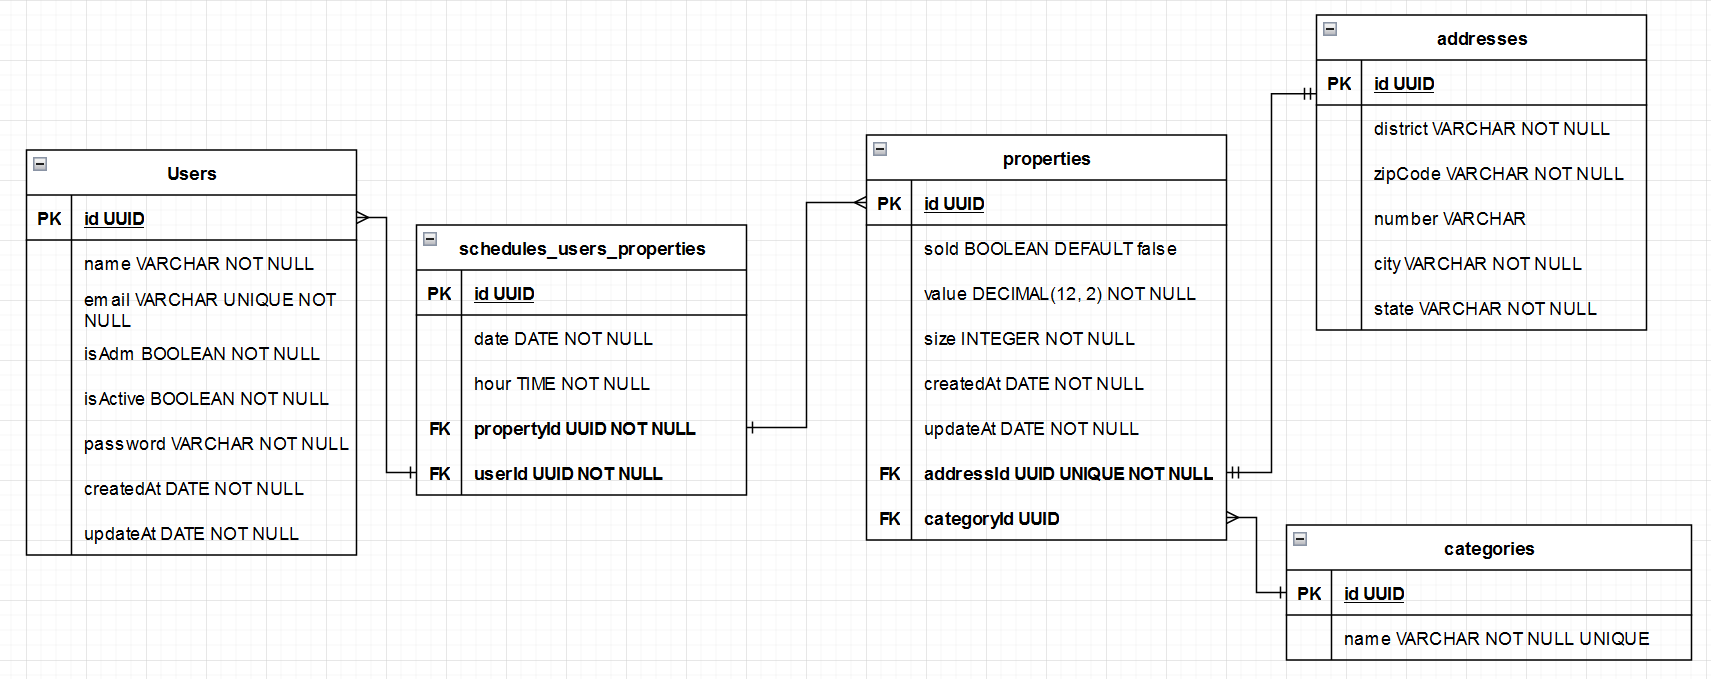 Users
PK id UUID
name VARCHAR NOT NULL
email VARCHAR UNIQUE NOT
NULL
isAdm BOOLEAN NOT NULL
isActive BOOLEAN NOT NULL
password VARCHAR NOT NULL
createdAt DATE NOT NULL
updateAt DATE NOT NULL
schedules_users_properties
PK id UUID
date DATE NOT NULL
hour TIME NOT NULL
FK propertyId UUID NOT NULL
FK userId UUID NOT NULL
properties
PK id UUID
sold BOOLEAN DEFAULT false
value DECIMAL(12, 2) NOT NULL
size INTEGER NOT NULL
createdAt DATE NOT NULL
updateAt DATE NOT NULL
FK addressId UUID UNIQUE NOT NULL
FK categoryId UUID
addresses
PK id UUID
district VARCHAR NOT NULL
zipCode VARCHAR NOT NULL
number VARCHAR
city VARCHAR NOT NULL
state VARCHAR NOT NULL
categories
PK id UUID
name VARCHAR NOT NULL UNIQUE